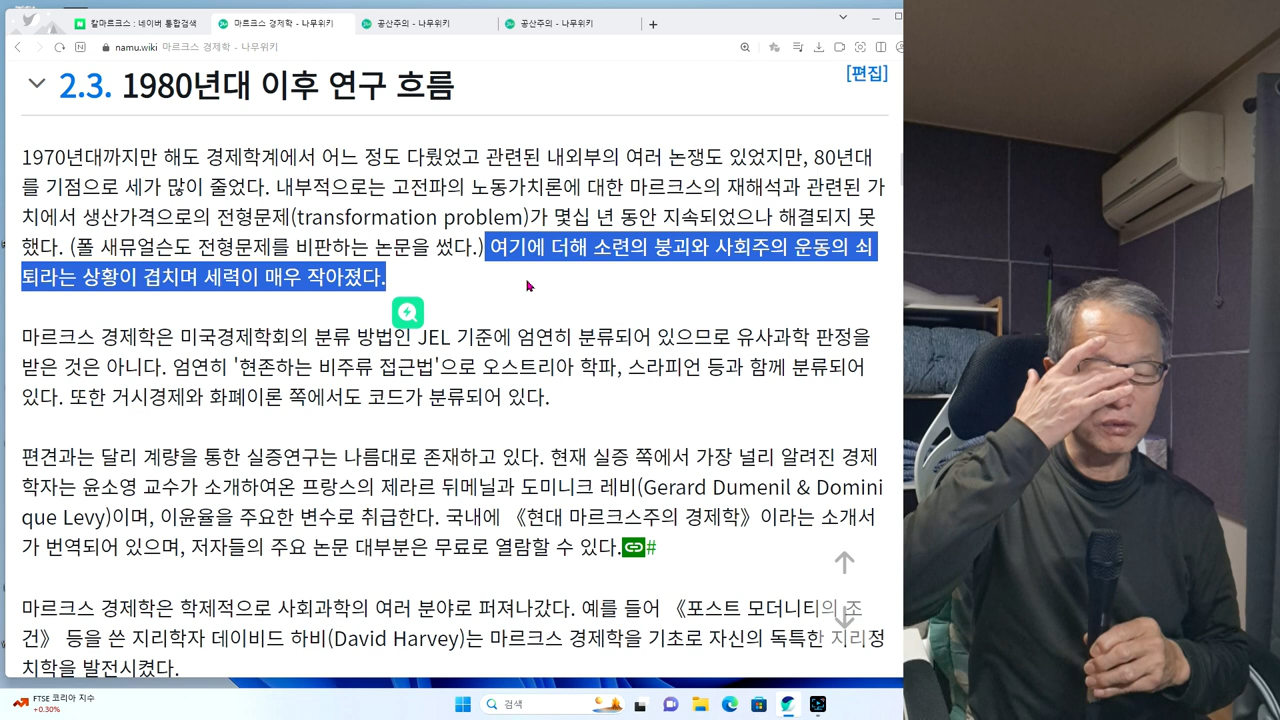 칼마르크스 : 네이버 통합검색
마르크스 경제학 - 나무위키
공산주의 - 나무위키
공산주의 - 나무위키
namu.wiki 마르크스 경제학 - 나무위키
2.3. 1980년대 이후 연구 흐름
[편집]
1970년대까지만 해도 경제학계에서 어느 정도 다뤘었고 관련된 내외부의 여러 논쟁도 있었지만, 80년대
를 기점으로 세가 많이 줄었다. 내부적으로는 고전파의 노동가치론에 대한 마르크스의 재해석과 관련된 가
치에서 생산가격으로의 전형문제(transformation problem)가 몇십 년 동안 지속되었으나 해결되지 못
했다. (폴 새뮤얼슨도 전형문제를 비판하는 논문을 썼다.) 여기에 더해 소련의 붕괴와 사회주의 운동의 쇠
퇴라는 상황이 겹치며 세력이 매우 작아졌다.
마르크스 경제학은 미국경제학회의 분류 방법인 JEL 기준에 엄연히 분류되어 있으므로 유사과학 판정을
받은 것은 아니다. 엄연히 '현존하는 비주류 접근법'으로 오스트리아 학파, 스라피언 등과 함께 분류되어
있다. 또한 거시경제와 화폐이론 쪽에서도 코드가 분류되어 있다.
편견과는 달리 계량을 통한 실증연구는 나름대로 존재하고 있다. 현재 실증 쪽에서 가장 널리 알려진 경제
학자는 윤소영 교수가 소개하여온 프랑스의 제라르 뒤메닐과 도미니크 레비(Gerard Dumenil & Domini
que Levy)이며, 이윤율을 주요한 변수로 취급한다. 국내에 《현대 마르크스주의 경제학》이라는 소개서
가 번역되어 있으며, 저자들의 주요 논문 대부분은 무료로 열람할 수 있다.#
마르크스 경제학은 학제적으로 사회과학의 여러 분야로 퍼져나갔다. 예를 들어 《포스트 모더니티의 조
건》 등을 쓴 지리학자 데이비드 하비(David Harvey)는 마르크스 경제학을 기초로 자신의 독특한 지리정
치학을 발전시켰다.
FTSE 코리아 지수
+0.30%
검색